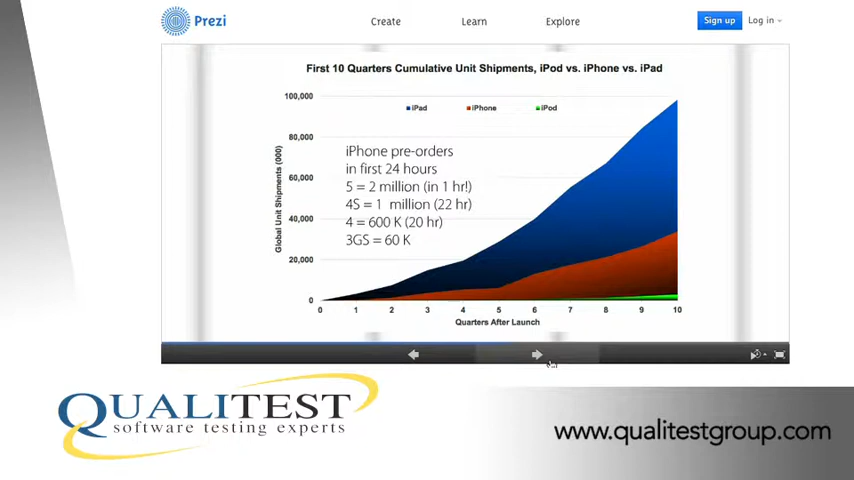 Prezi
Create
Learn
Explore
Sign up
Log in
First 10 Quarters Cumulative Unit Shipments, iPod vs. iPhone vs. iPad
iPad
iPhone
iPod
100,000
80,000
60,000
40,000
20,000
0
Global Unit Shipments (000)
iPhone pre-orders
in first 24 hours
5 = 2 million (in 1 hr!)
4S = 1 million (22 hr)
4 = 600 K (20 hr)
3GS = 60 K
0 1 2 3 4 5 6 7 8 9 10
Quarters After Launch
QUALITEST
software testing experts
www.qualitestgroup.com